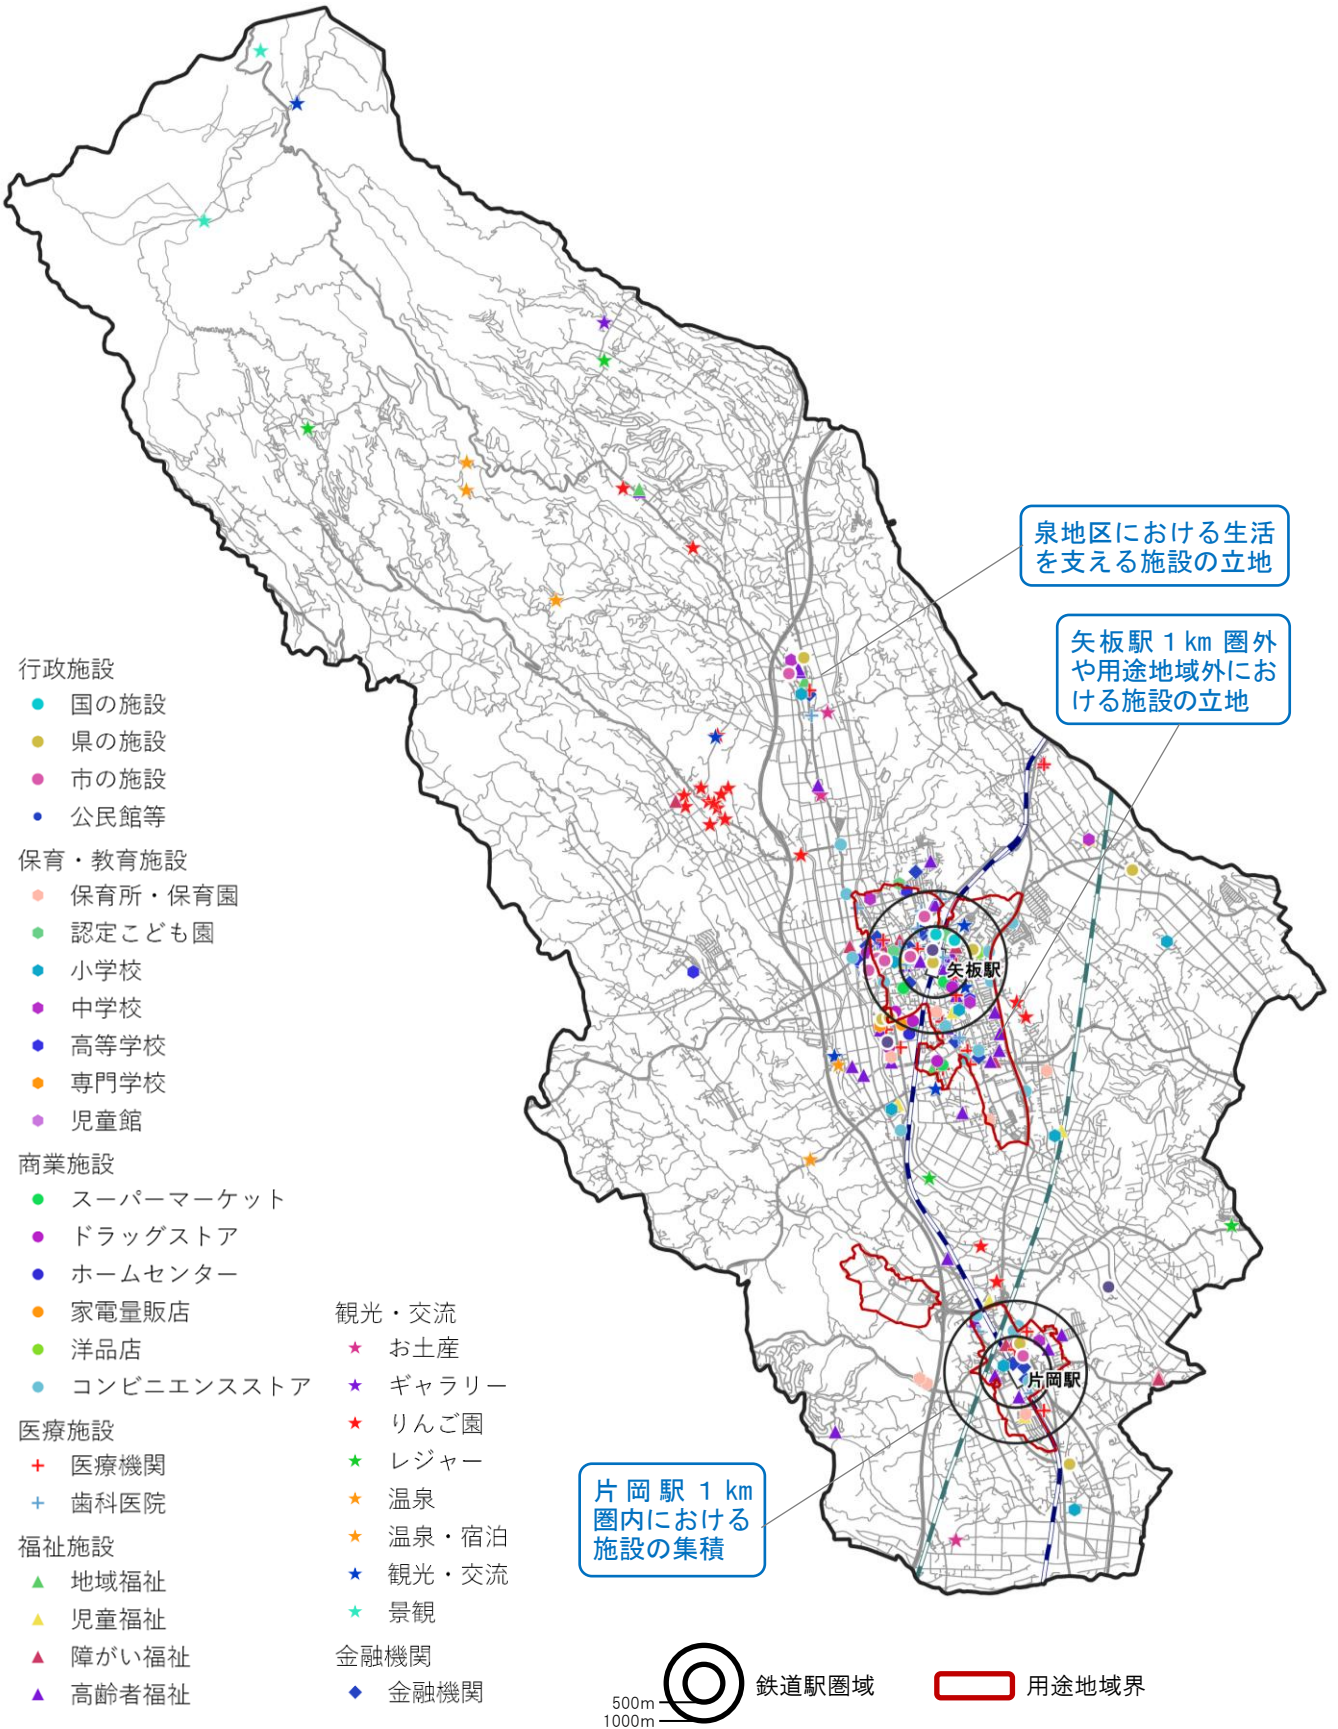 泉地区における生活
を支える施設の立地
矢板駅1km圏外
や用途地域外にお
ける施設の立地
行政施設
国の施設
県の施設
市の施設
公民館等
保育・教育施設
保育所・保育園
認定こども園
小学校
中学校
高等学校
専門学校
児童館
商業施設
スーパーマーケット
ドラッグストア
ホームセンター
家電量販店
洋品店
コンビニエンスストア
医療施設
医療機関
歯科医院
福祉施設
地域福祉
児童福祉
障がい福祉
高齢者福祉
観光・交流
お土産
ギャラリー
りんご園
レジャー
温泉
温泉・宿泊
観光・交流
景観
金融機関
金融機関
矢板駅
片岡駅
片岡駅1km
圏内における
施設の集積
500m
1000m
鉄道駅圏域
用途地域界